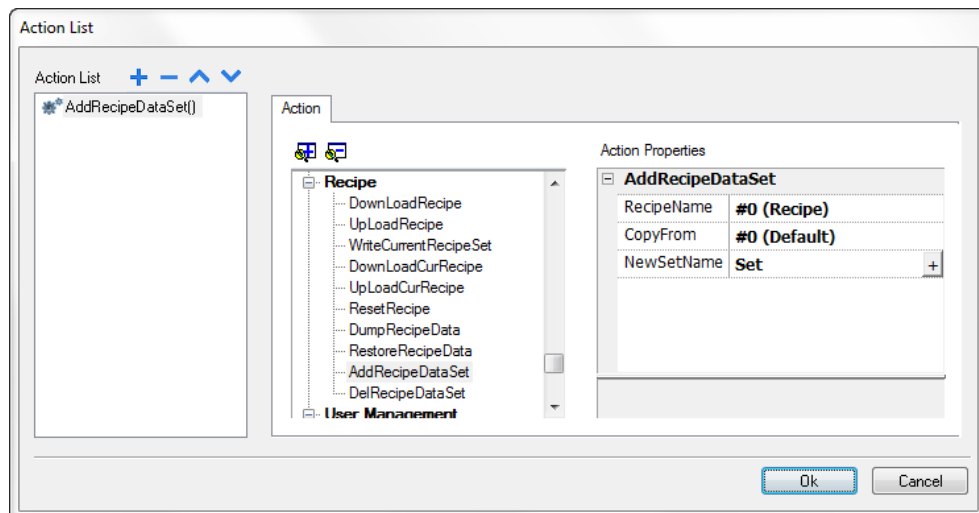 Action List
Action List
AddRecipeDataSet()
Action
Recipe
DownLoadRecipe
UpLoadRecipe
WriteCurrentRecipeSet
DownLoadCurRecipe
UpLoadCurRecipe
ResetRecipe
DumpRecipeData
RestoreRecipeData
AddRecipeDataSet
DelRecipeDataSet
User Management
Action Properties
AddRecipeDataSet
RecipeName #0 (Recipe)
CopyFrom #0 (Default)
NewSetName Set +
Ok Cancel